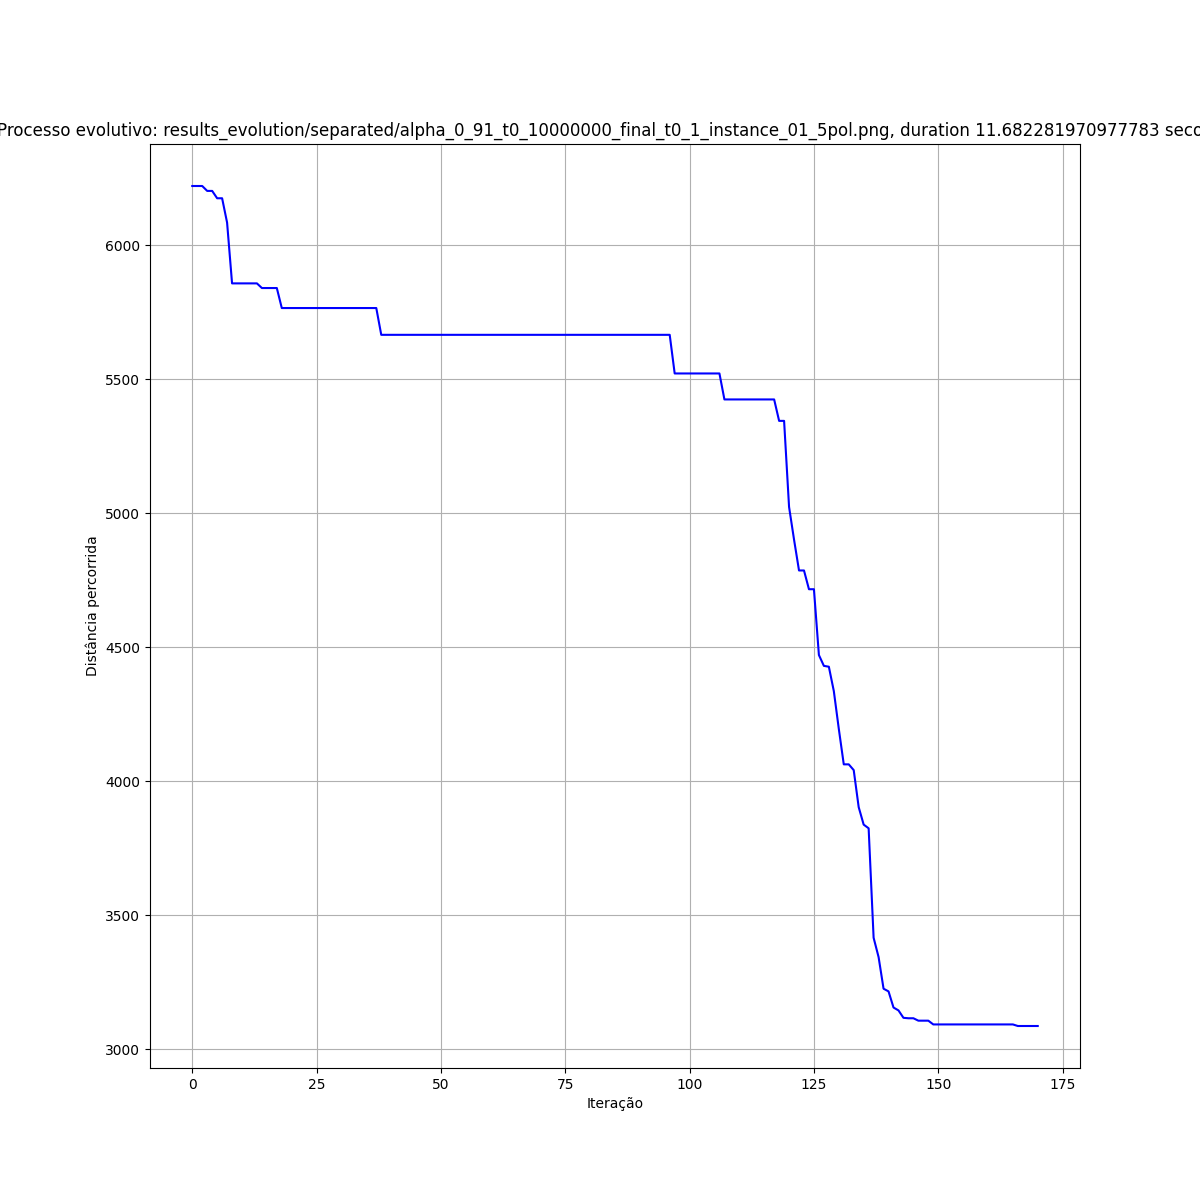 Processo evolutivo: results_evolution/separated/alpha_0_91_t0_10000000_final_t0_1_instance_01_5pol.png, duration 11.682281970977783 seco
6000
5500
5000
4500
4000
3500
3000
Distância percorrida
0 25 50 75 100 125 150 175
Iteração